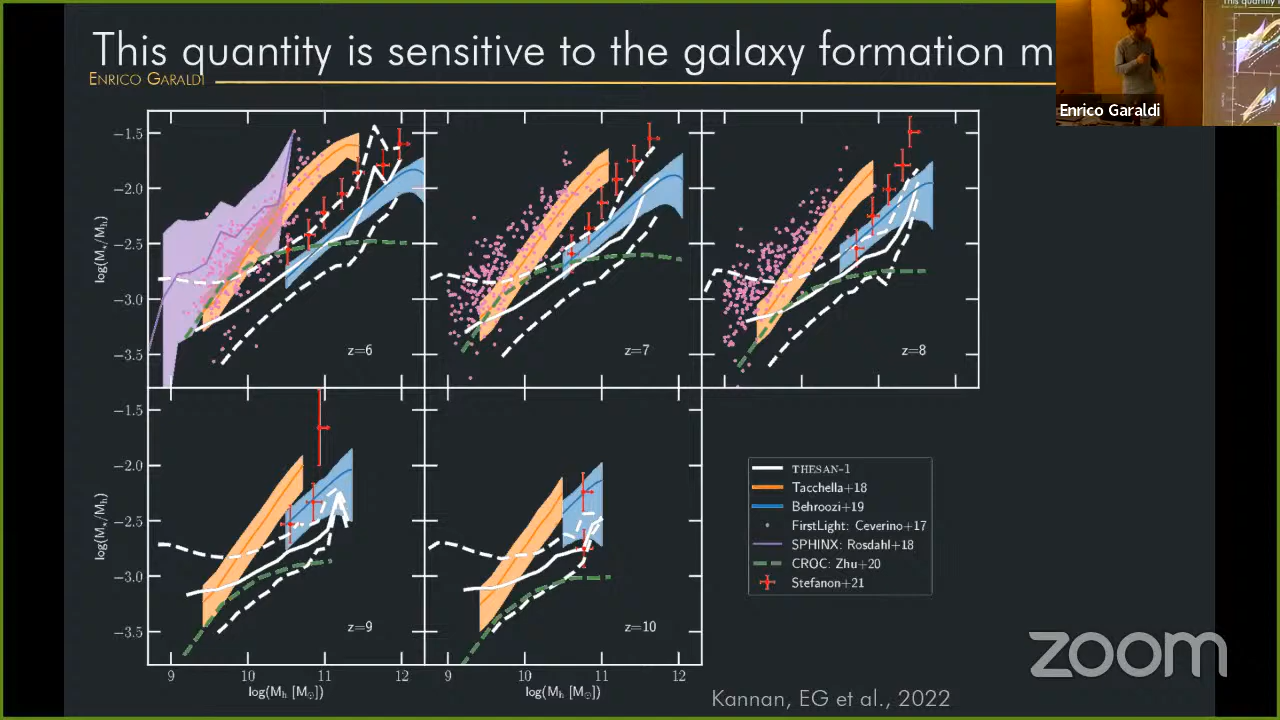 This quantity is sensitive to the galaxy formation m
ENRICO GARALDI
Enrico Garaldi
log(M⋆/Mh)
−1.5
−2.0
−2.5
−3.0
−3.5
z=6
z=7
z=8
log(M⋆/Mh)
−1.5
−2.0
−2.5
−3.0
−3.5
z=9
z=10
9 10 11 12
9 10 11 12
log(Mh [M⊙])
log(Mh [M⊙])
THESAN-1
Tacchella+18
Behroozi+19
FirstLight: Ceverino+17
SPHINX: Rosdahl+18
CROC: Zhu+20
Stefanon+21
zoom
Kannan, EG et al., 2022